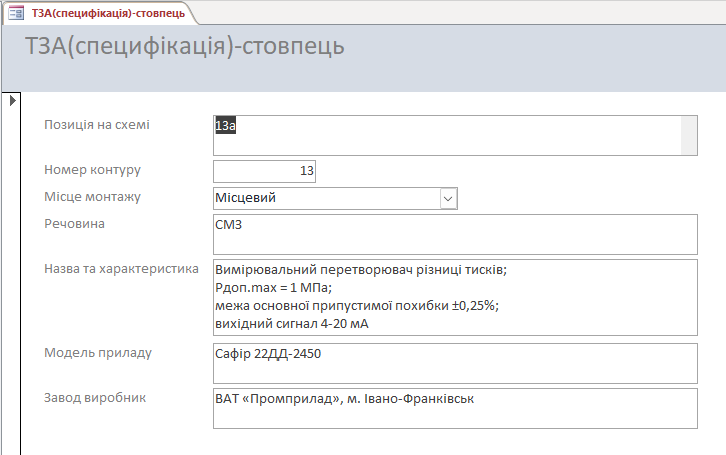 ТЗА(специфікація)-стовпець
ТЗА(специфікація)-стовпець
Позиція на схемі
13а
Номер контуру
13
Місце монтажу
Місцевий
Речовина
СМЗ
Назва та характеристика
Вимірювальний перетворювач різниці тисків;
Рдоп.max = 1 МПа;
межа основної припустимої похибки ±0,25%;
вихідний сигнал 4-20 мА
Модель приладу
Сафір 22ДД-2450
Завод виробник
ВАТ «Промприлад», м. Івано-Франківськ